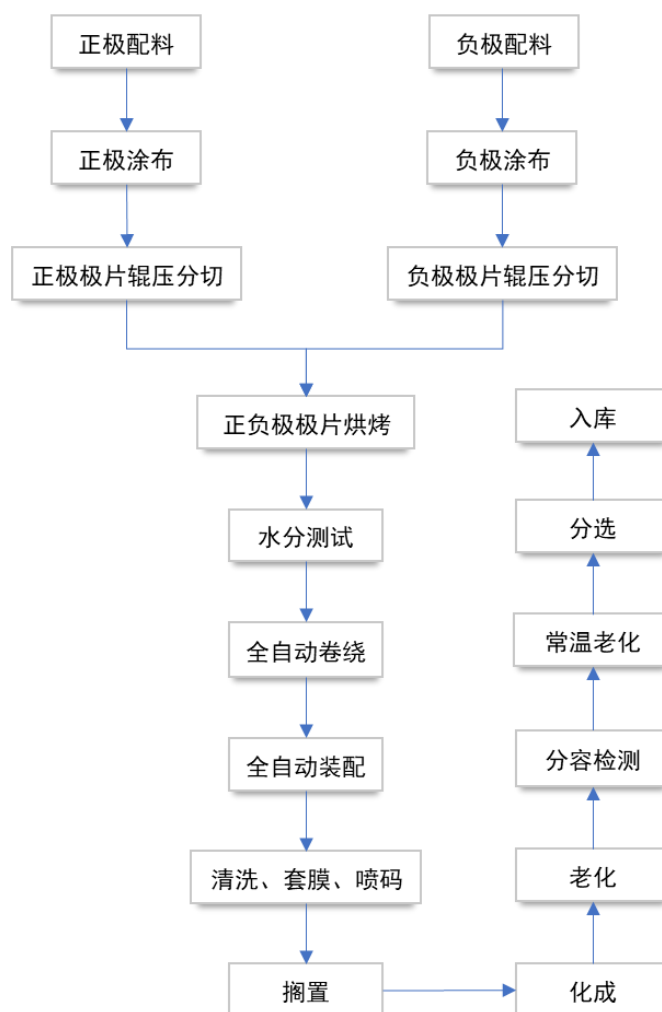 正极配料
负极配料
正极涂布
负极涂布
正极极片辊压分切
负极极片辊压分切
正负极极片烘烤
入库
水分测试
分选
全自动卷绕
常温老化
全自动装配
分容检测
清洗、套膜、喷码
老化
搁置
化成